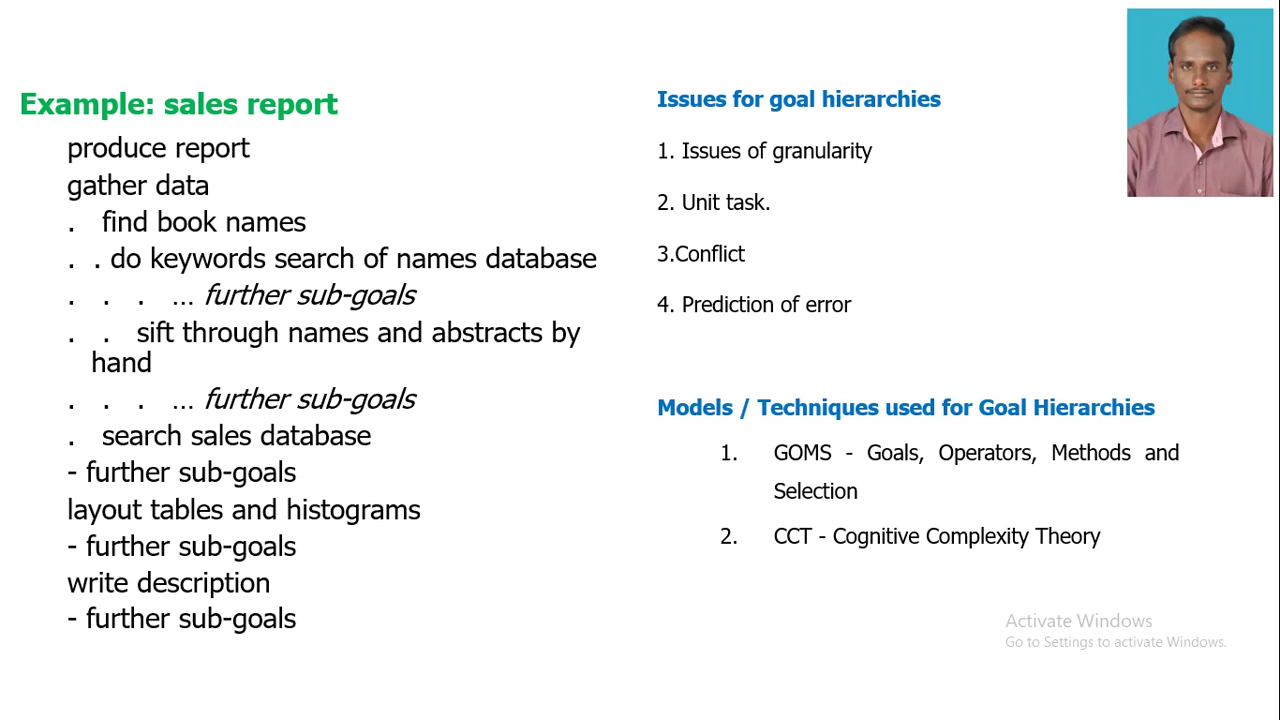 Example: sales report
produce report
gather data
. find book names
. . do keywords search of names database
. . . … further sub-goals
. . sift through names and abstracts by
hand
. . . … further sub-goals
. search sales database
- further sub-goals
layout tables and histograms
- further sub-goals
write description
- further sub-goals
Issues for goal hierarchies
1. Issues of granularity
2. Unit task.
3.Conflict
4. Prediction of error
Models / Techniques used for Goal Hierarchies
1. GOMS - Goals, Operators, Methods and
Selection
2. CCT - Cognitive Complexity Theory
Activate Windows
Go to Settings to activate Windows.